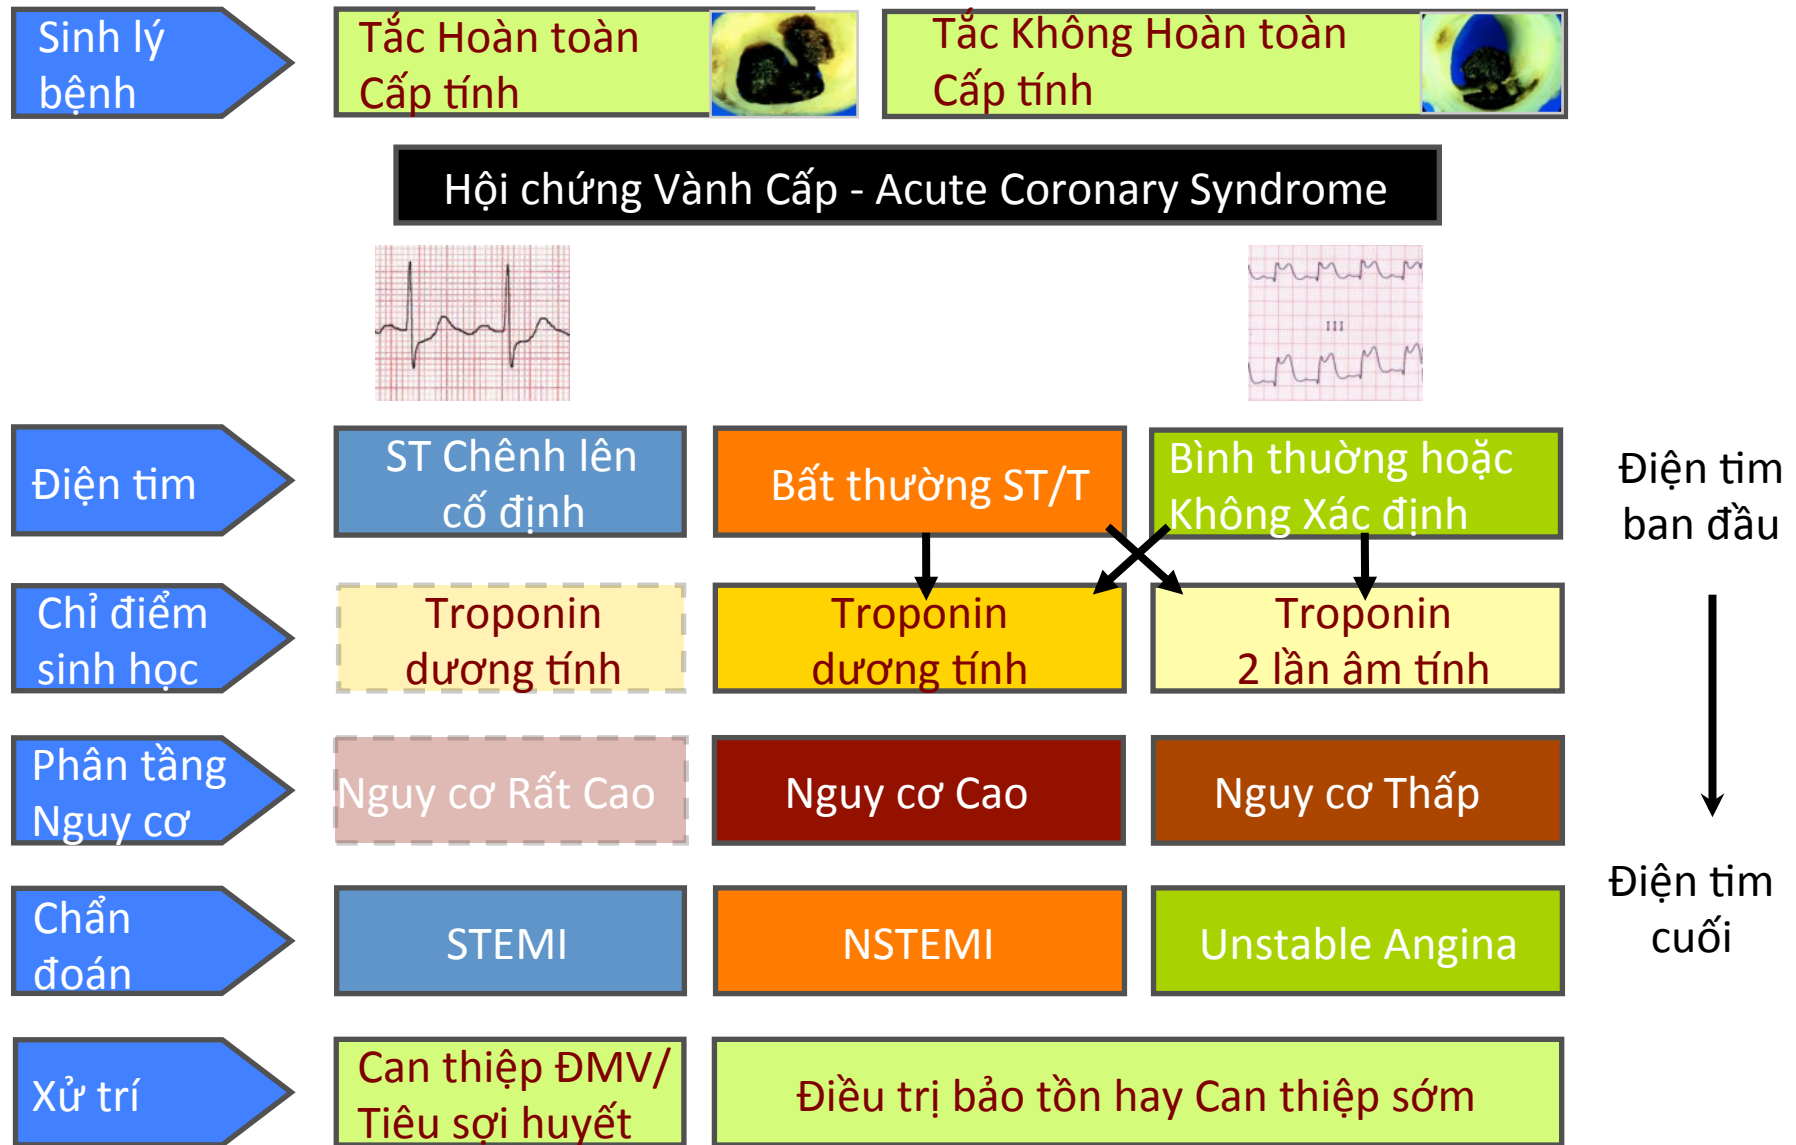 Sinh lý
bệnh
Tắc Hoàn toàn
Cấp tính
Tắc Không Hoàn toàn
Cấp tính
Hội chứng Vành Cấp - Acute Coronary Syndrome
III
Điện tim
ST Chênh lên
cố định
Bất thường ST/T
Bình thuờng hoặc
Không Xác định
Điện tim
ban đầu
Chỉ điểm
sinh học
Troponin
dương tính
Troponin
dương tính
Troponin
2 lần âm tính
Phân tầng
Nguy cơ
Nguy cơ Rất Cao
Nguy cơ Cao
Nguy cơ Thấp
Điện tim
cuối
Chẩn
đoán
STEMI
NSTEMI
Unstable Angina
Xử trí
Can thiệp ĐMV/
Tiêu sợi huyết
Điều trị bảo tồn hay Can thiệp sớm